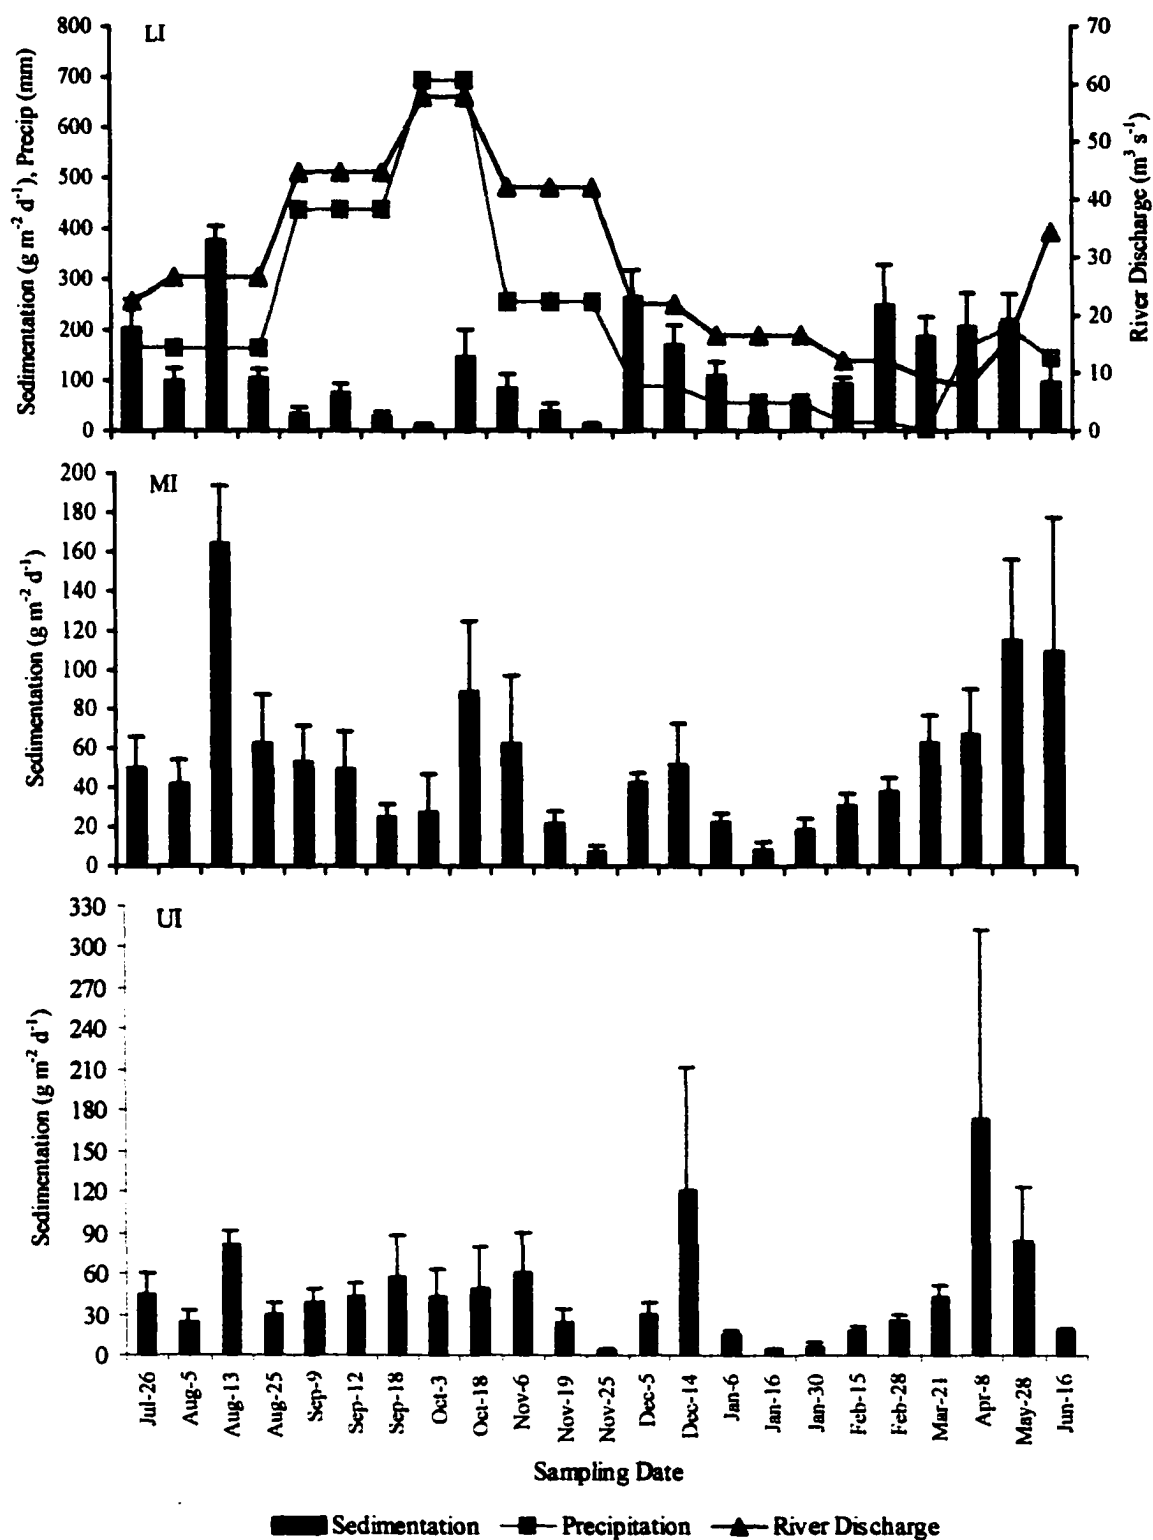 LI
Sedimentation (g m⁻² d⁻¹), Precip (mm)
800
700
600
500
400
300
200
100
0
70
60
50
40
30
20
10
0
River Discharge (m³ s⁻¹)
MI
Sedimentation (g m⁻² d⁻¹)
200
180
160
140
120
100
80
60
40
20
0
UI
Sedimentation (g m⁻² d⁻¹)
330
300
270
240
210
180
150
120
90
60
30
0
Jul-26
Aug-5
Aug-13
Aug-25
Sep-9
Sep-12
Sep-18
Oct-3
Oct-18
Nov-6
Nov-19
Nov-25
Dec-5
Dec-14
Jan-6
Jan-16
Jan-30
Feb-15
Feb-28
Mar-21
Apr-8
May-28
Jun-16
Sampling Date
Sedimentation Precipitation River Discharge